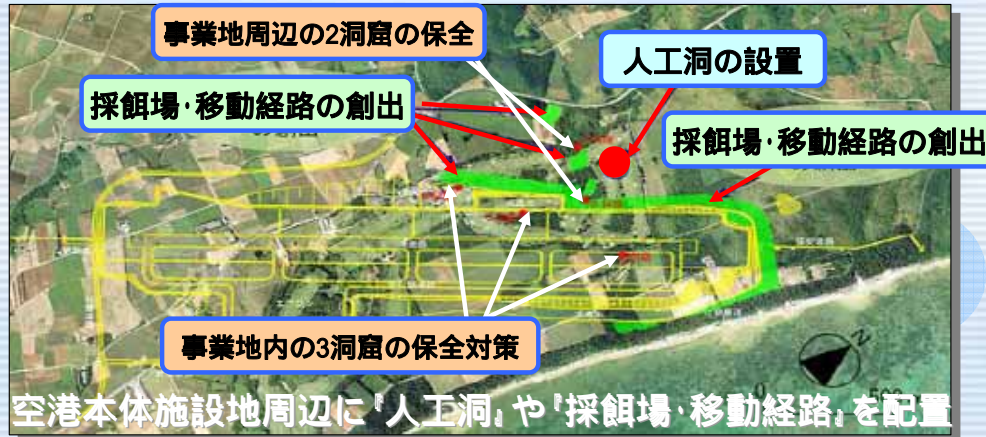 事業地周辺の2洞窟の保全
人工洞の設置
採餌場・移動経路の創出
採餌場・移動経路の創出
事業地内の3洞窟の保全対策
N
0
空港本体施設地周辺に『人工洞』や『採餌場・移動経路』を配置